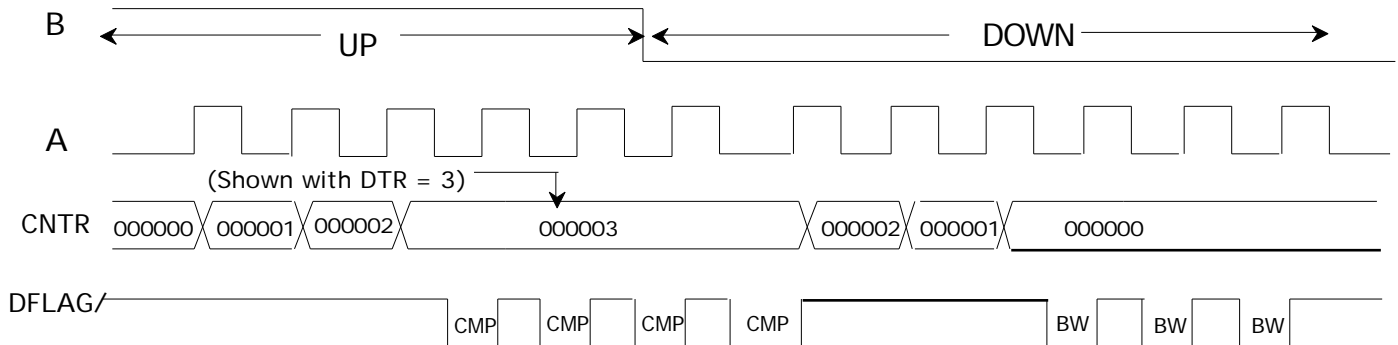 B UP DOWN
A
(Shown with DTR = 3)
CNTR 000000 000001 000002 000003 000002 000001 000000
DFLAG/ CMP CMP CMP CMP BW BW BW